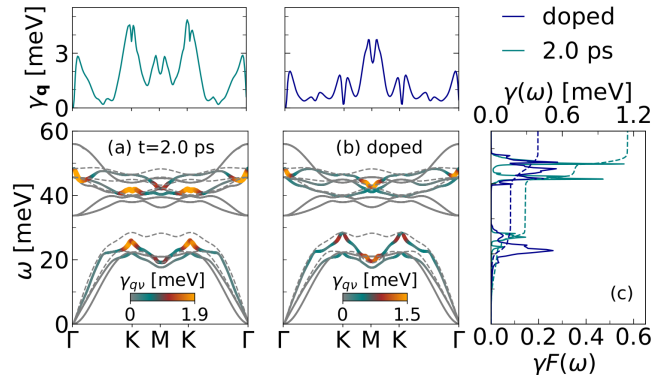 γq [meV]
3
0
doped
2.0 ps
γ(ω) [meV]
0.0 0.6 1.2
ω [meV]
60
40
20
0
(a) t=2.0 ps
(b) doped
(c)
γqν [meV]
0 1.9
γqν [meV]
0 1.5
Γ K M K Γ
Γ K M K Γ
0.0 0.2 0.4 0.6
γF(ω)